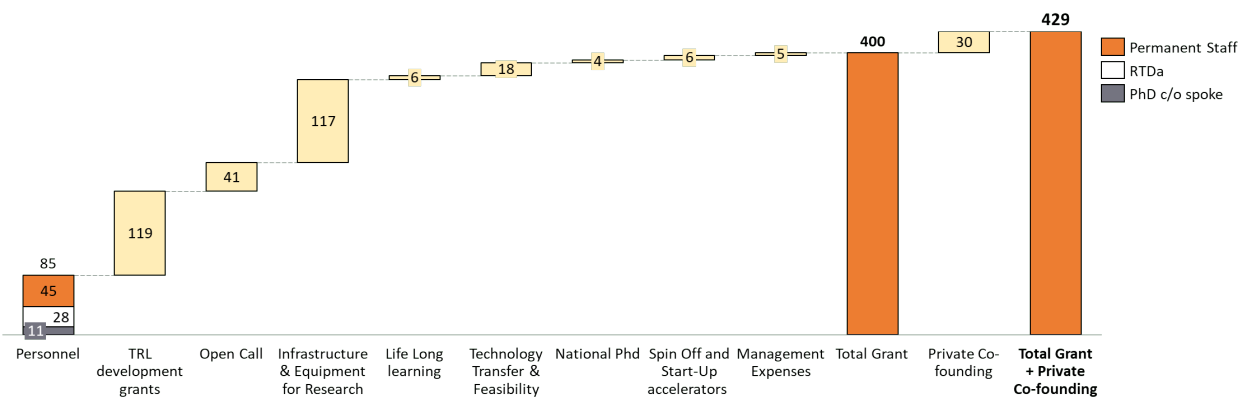 429
400
30
5
6
4
18
6
117
41
119
85
45
28
11
Permanent Staff
RTDa
PhD c/o spoke
Personnel
TRL
development
grants
Open Call
Infrastructure
& Equipment
for Research
Life Long
learning
Technology
Transfer &
Feasibility
National Phd
Spin Off and
Start-Up
accelerators
Management
Expenses
Total Grant
Private Co-
founding
Total Grant
+ Private
Co-founding